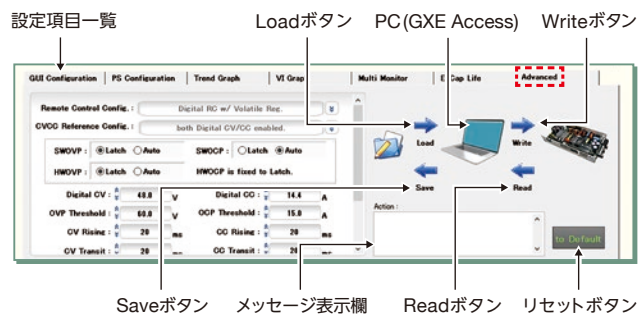 設定項目一覧 Loadボタン PC(GXE Access) Writeボタン
GUI Configuration PS Configuration Trend Graph VI Grap Multi Monitor E Cap Life Advanced
Remote Control Config. : Digital RC w/ Volatile Reg.
CVCC Reference Config. : both Digital CV/CC enabled.
SWOVP : Latch Auto SWOCP : Latch Auto
HWOVP : Latch Auto HWOCP is fixed to Latch.
Load Write
Save Read
Digital CV : 48.0 V Digital CC : 14.4 A
OVP Threshold : 60.0 V OCP Threshold : 15.0 A
CV Rising : 20 ms CC Rising : 20 ms
CV Transit : 20 ms CC Transit : 20 ms
Action :
to Default
Saveボタン メッセージ表示欄 Readボタン リセットボタン